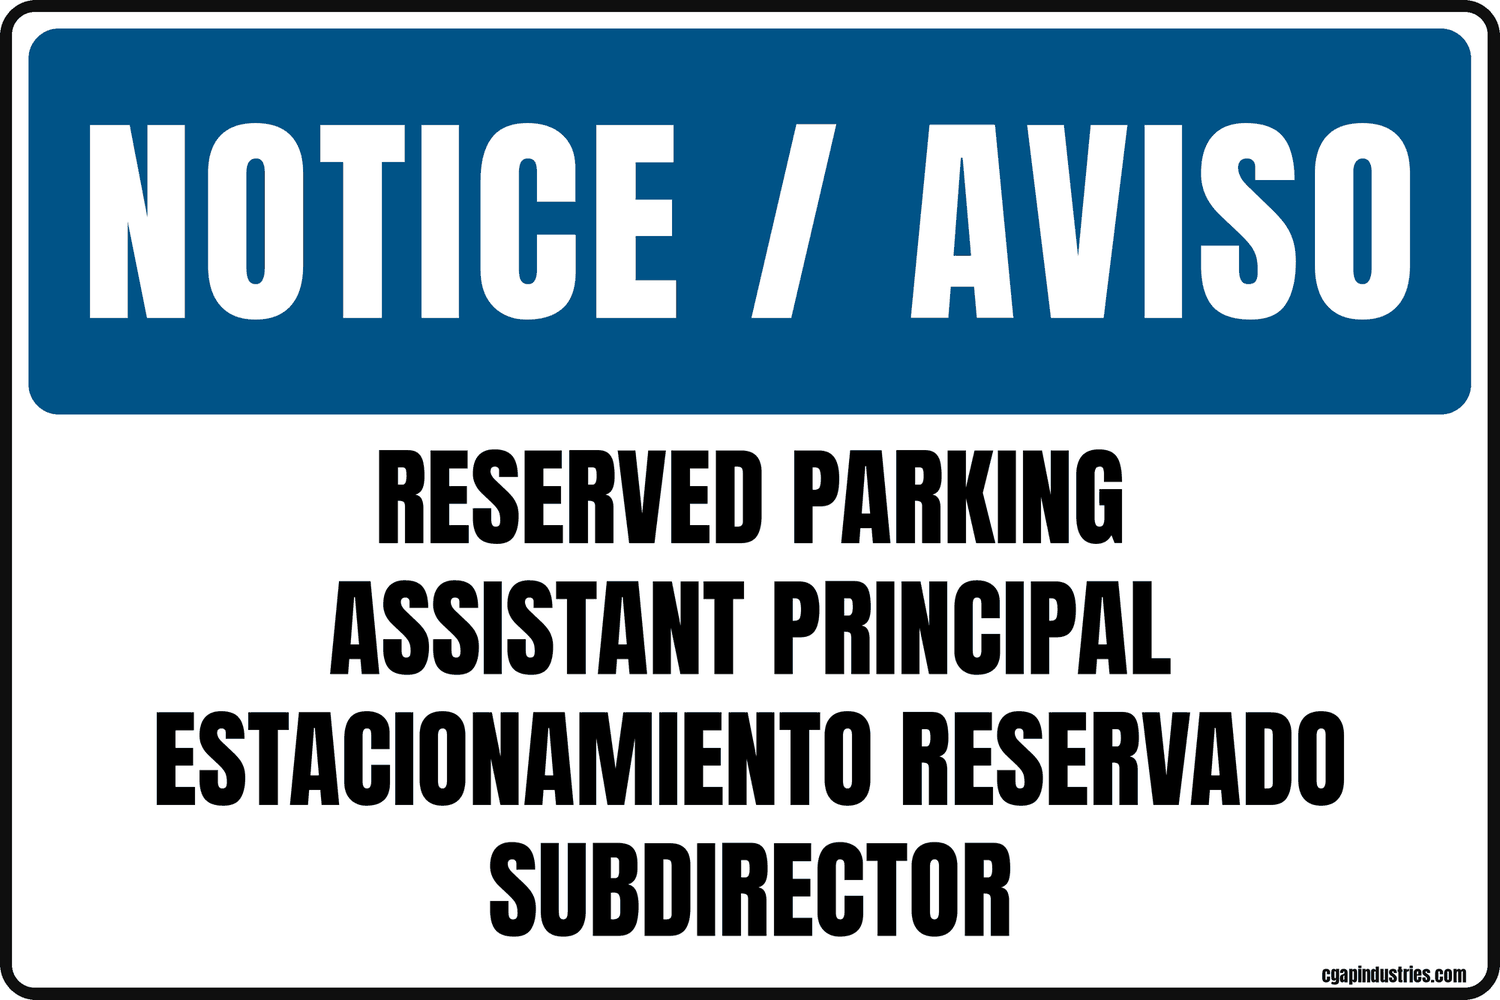 NOTICE / AVISO
RESERVED PARKING
ASSISTANT PRINCIPAL
ESTACIONAMIENTO RESERVADO
SUBDIRECTOR
cgapindustries.com